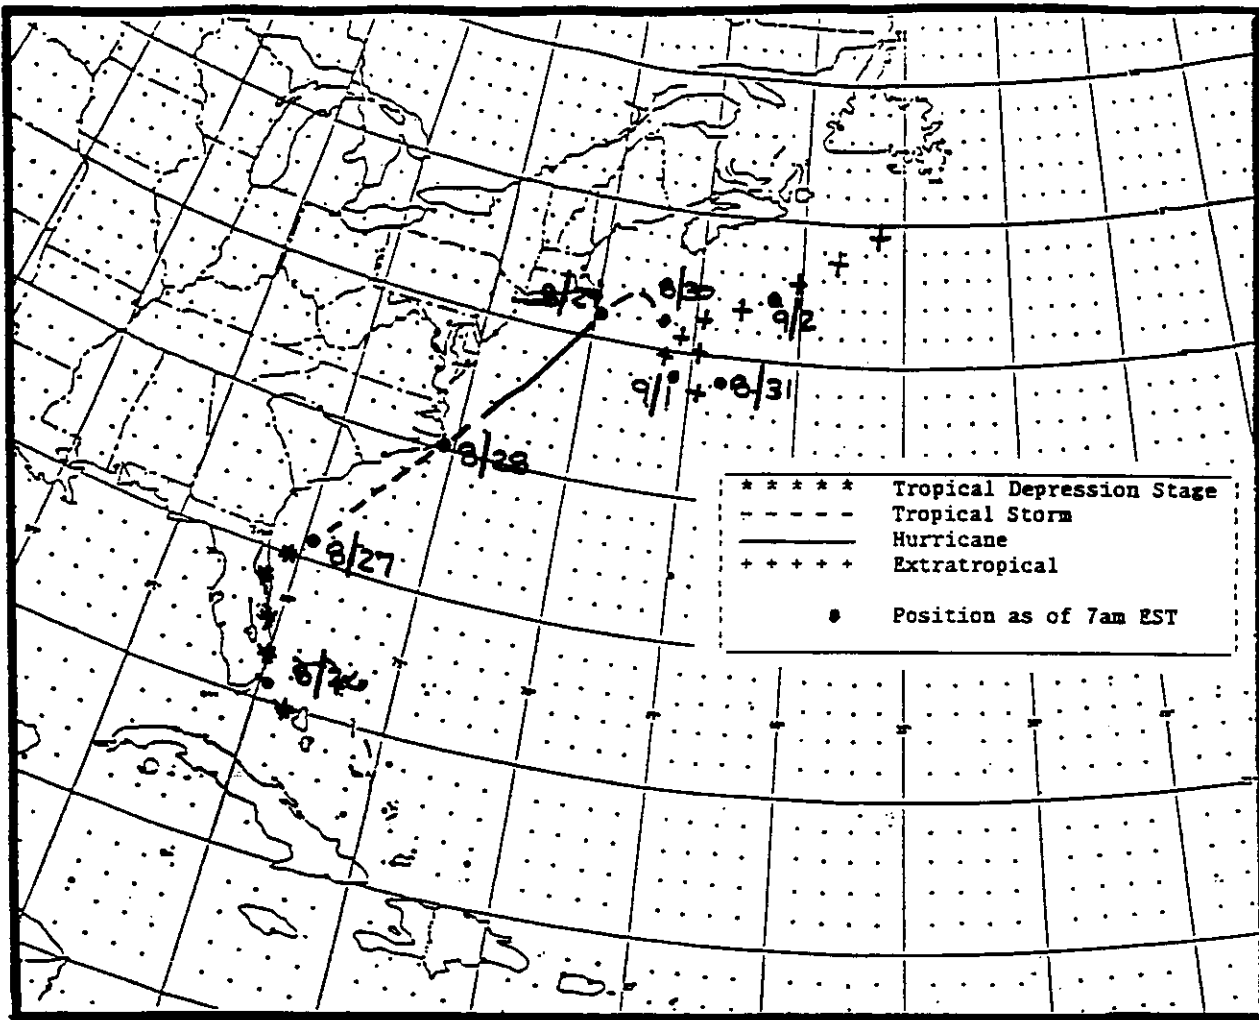 8/29
8/30
9/2
9/1
8/31
8/28
8/27
8/26
* * * * * Tropical Depression Stage
- - - - - Tropical Storm
Hurricane
+ + + + + Extratropical
● Position as of 7am EST